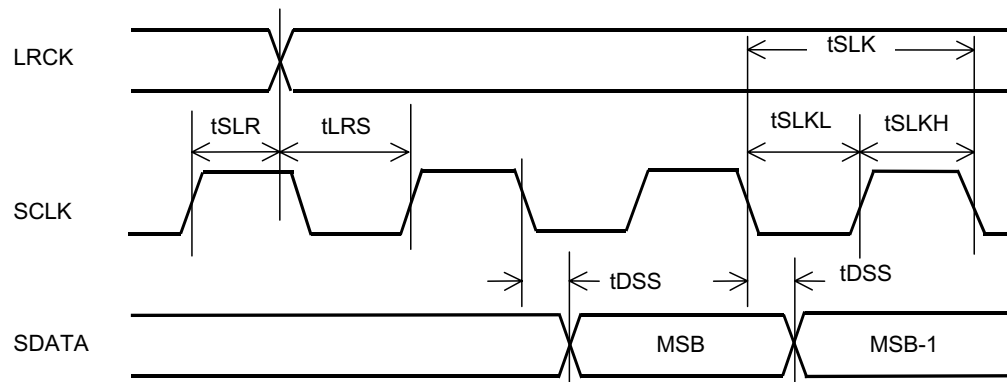 LRCK
tSLK
tSLR
tLRS
tSLKL
tSLKH
SCLK
tDSS
tDSS
SDATA
MSB
MSB-1